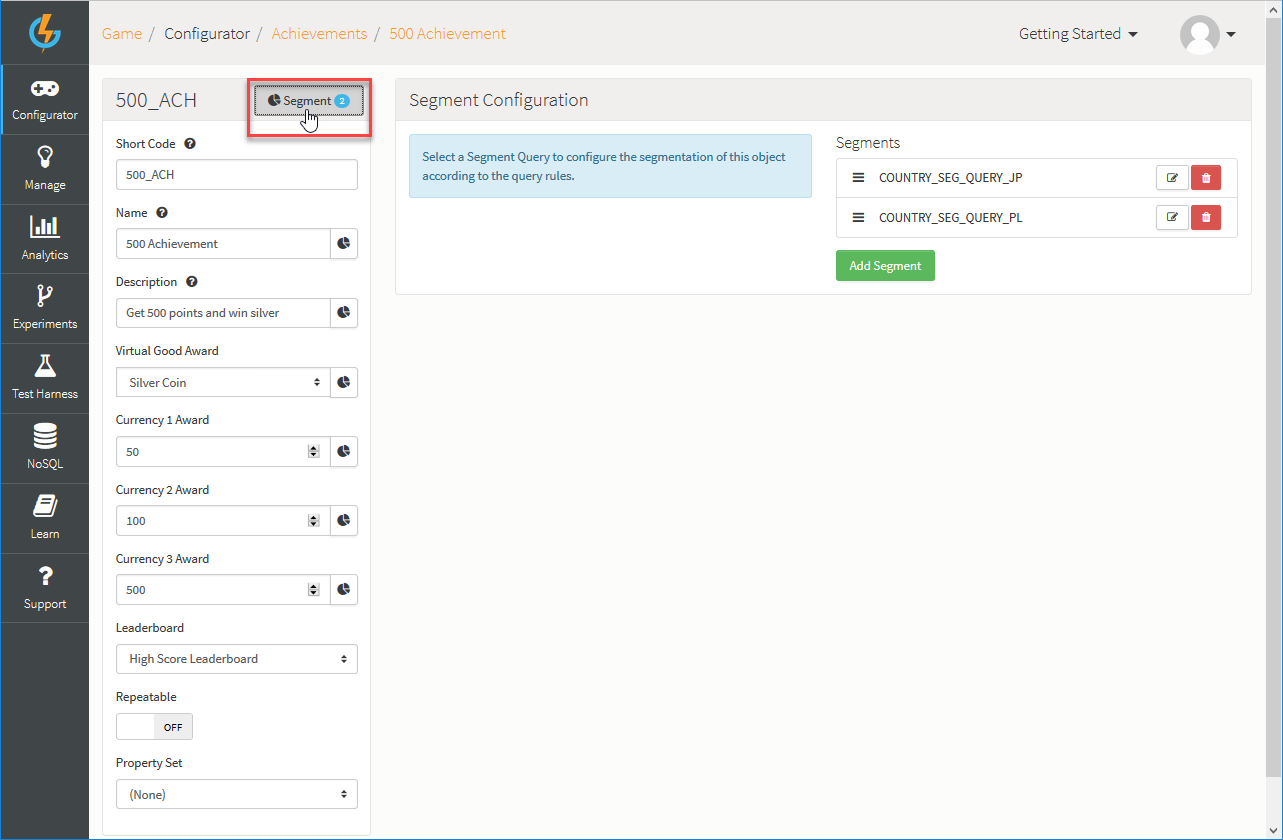 Game / Configurator / Achievements / 500 Achievement
Getting Started
Configurator
Manage
Analytics
Experiments
Test Harness
NoSQL
Learn
Support
500_ACH
Segment 2
Short Code ?
500_ACH
Name ?
500 Achievement
Description ?
Get 500 points and win silver
Virtual Good Award
Silver Coin
Currency 1 Award
50
Currency 2 Award
100
Currency 3 Award
500
Leaderboard
High Score Leaderboard
Repeatable
OFF
Property Set
(None)
Segment Configuration
Select a Segment Query to configure the segmentation of this object
according to the query rules.
Segments
COUNTRY_SEG_QUERY_JP
COUNTRY_SEG_QUERY_PL
Add Segment